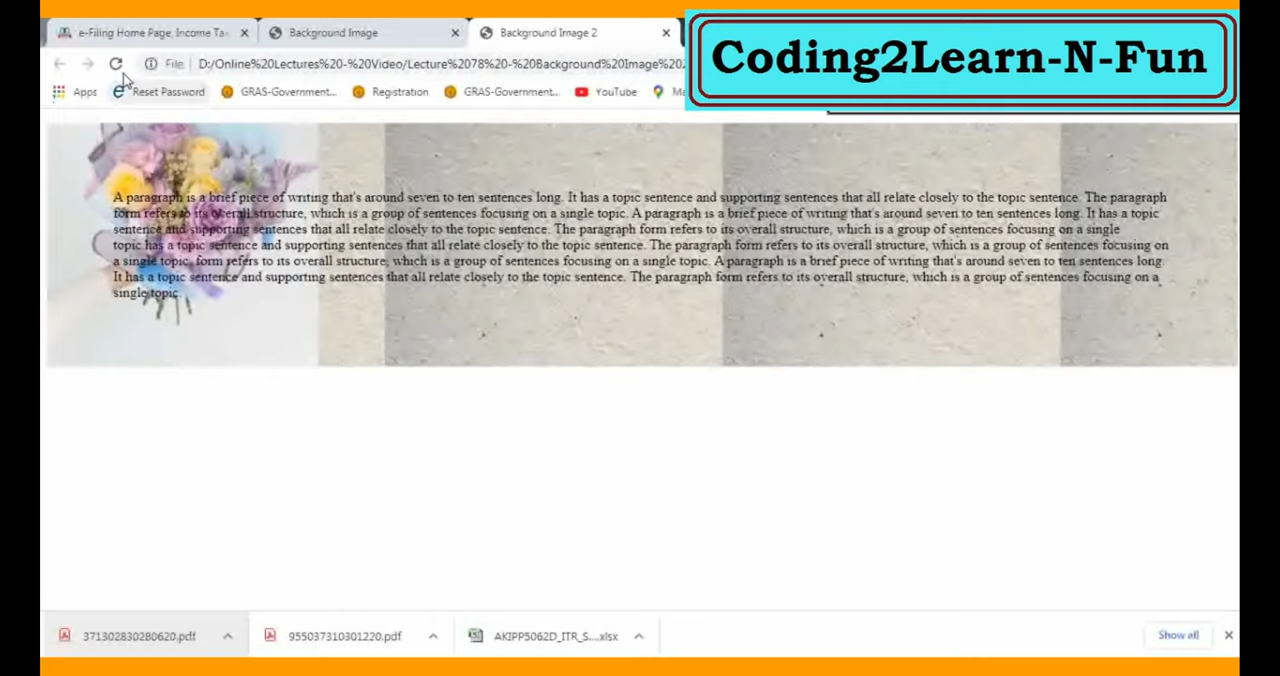 e-Filing Home Page, Income Ta
Background Image
Background Image 2
Coding2Learn-N-Fun
File
D:/Online%20Lectures%20-%20Video/Lecture%2078%20-%20Background%20Image%20
Apps
Reset Password
GRAS-Government...
Registration
GRAS-Government...
YouTube
A paragraph is a brief piece of writing that's around seven to ten sentences long. It has a topic sentence and supporting sentences that all relate closely to the topic sentence. The paragraph
form refers to its overall structure, which is a group of sentences focusing on a single topic. A paragraph is a brief piece of writing that's around seven to ten sentences long. It has a topic
sentence and supporting sentences that all relate closely to the topic sentence. The paragraph form refers to its overall structure, which is a group of sentences focusing on a single
topic has a topic sentence and supporting sentences that all relate closely to the topic sentence. The paragraph form refers to its overall structure, which is a group of sentences focusing on
a single topic. form refers to its overall structure, which is a group of sentences focusing on a single topic. A paragraph is a brief piece of writing that's around seven to ten sentences long.
It has a topic sentence and supporting sentences that all relate closely to the topic sentence. The paragraph form refers to its overall structure, which is a group of sentences focusing on a
single topic.
371302830280620.pdf
955037310301220.pdf
AKIPP5062D_ITR_S....xlsx
Show all